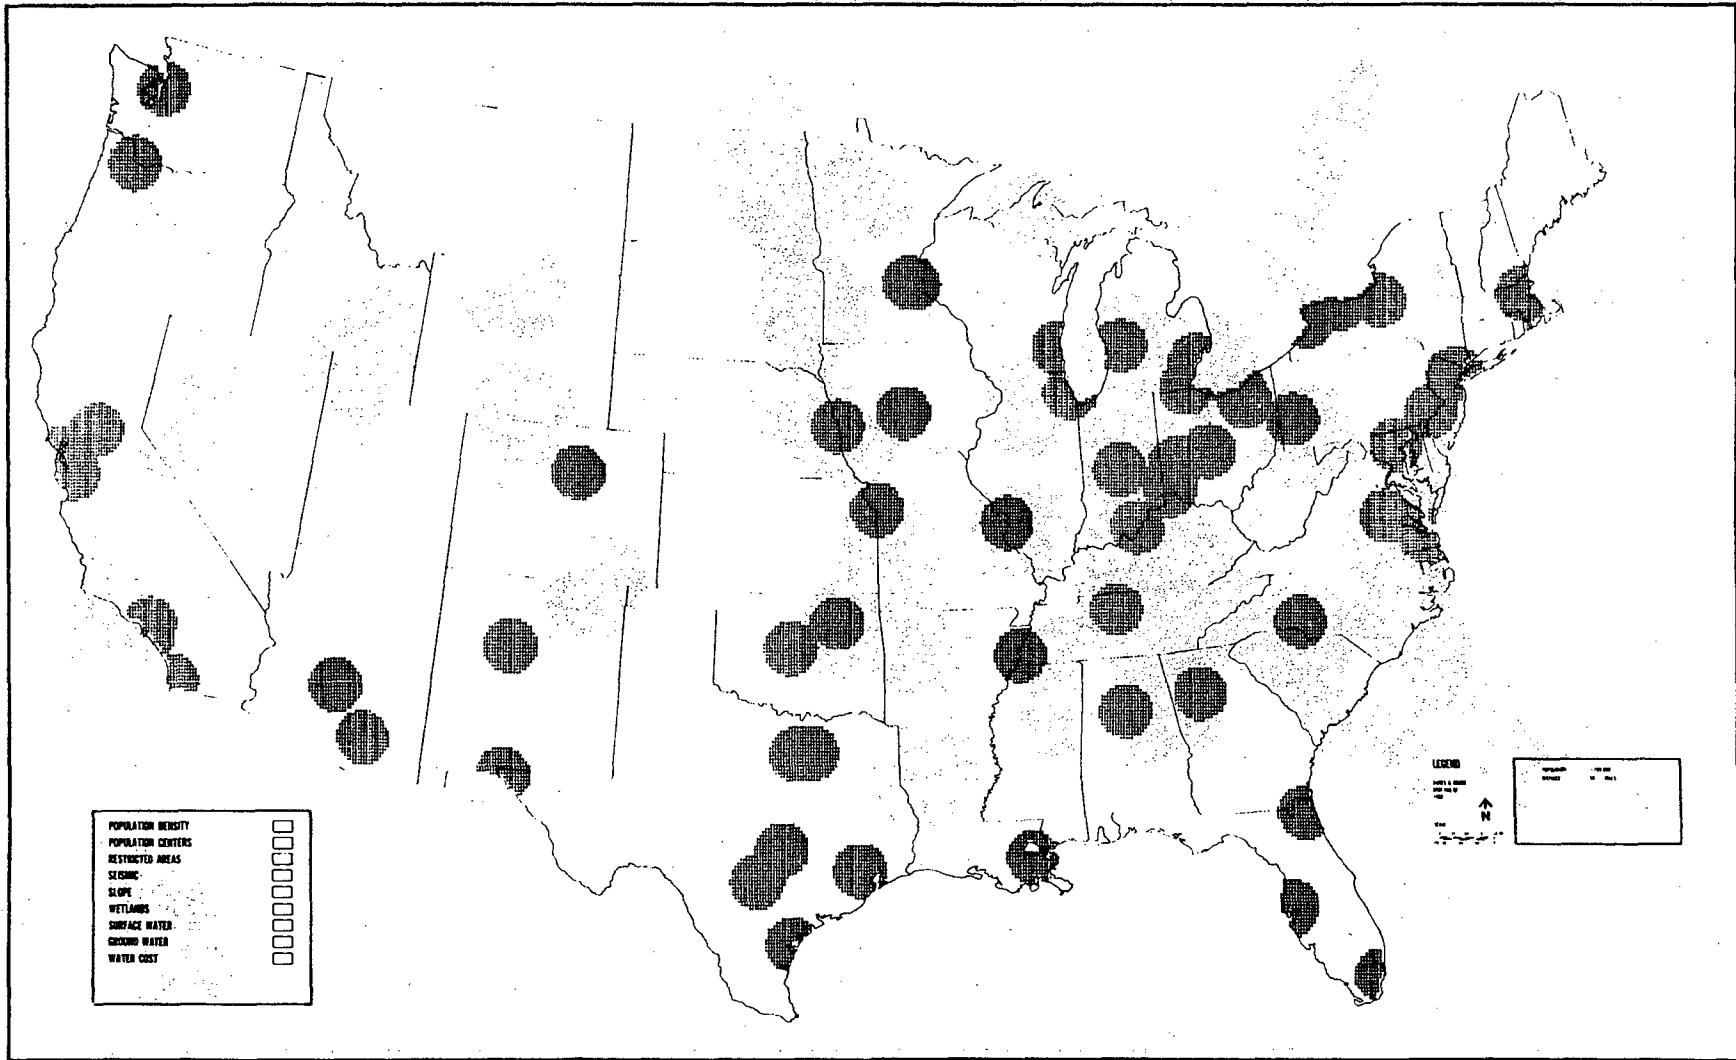 POPULATION DENSITY
POPULATION CENTERS
RESTRICTED AREAS
SEISMIC
SLOPE
WETLANDS
SURFACE WATER
GROUND WATER
WATER COST
LEGEND
N